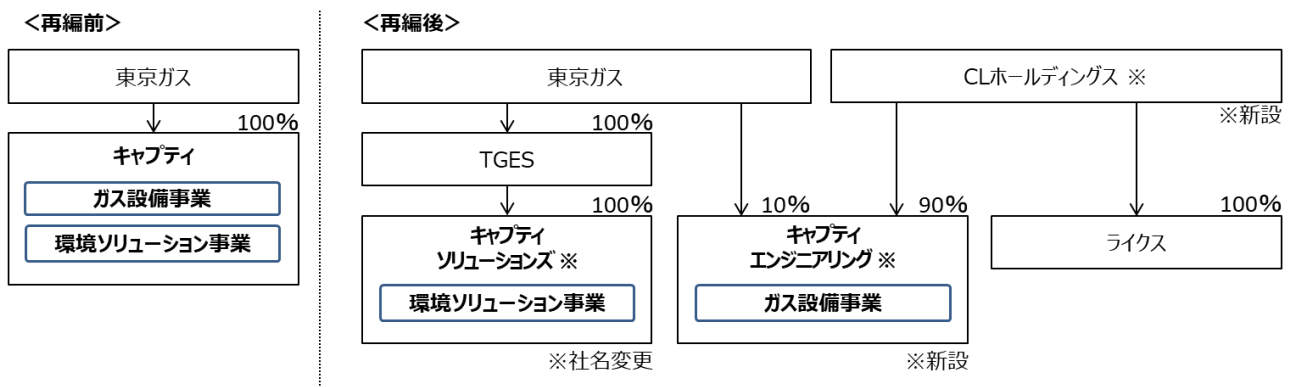 ＜再編前＞
東京ガス
100%
キャプティ
ガス設備事業
環境ソリューション事業
＜再編後＞
東京ガス
CLホールディングス ※
※新設
100%
TGES
100%
キャプティ
ソリューションズ ※
環境ソリューション事業
※社名変更
10%
90%
キャプティ
エンジニアリング ※
ガス設備事業
※新設
100%
ライクス